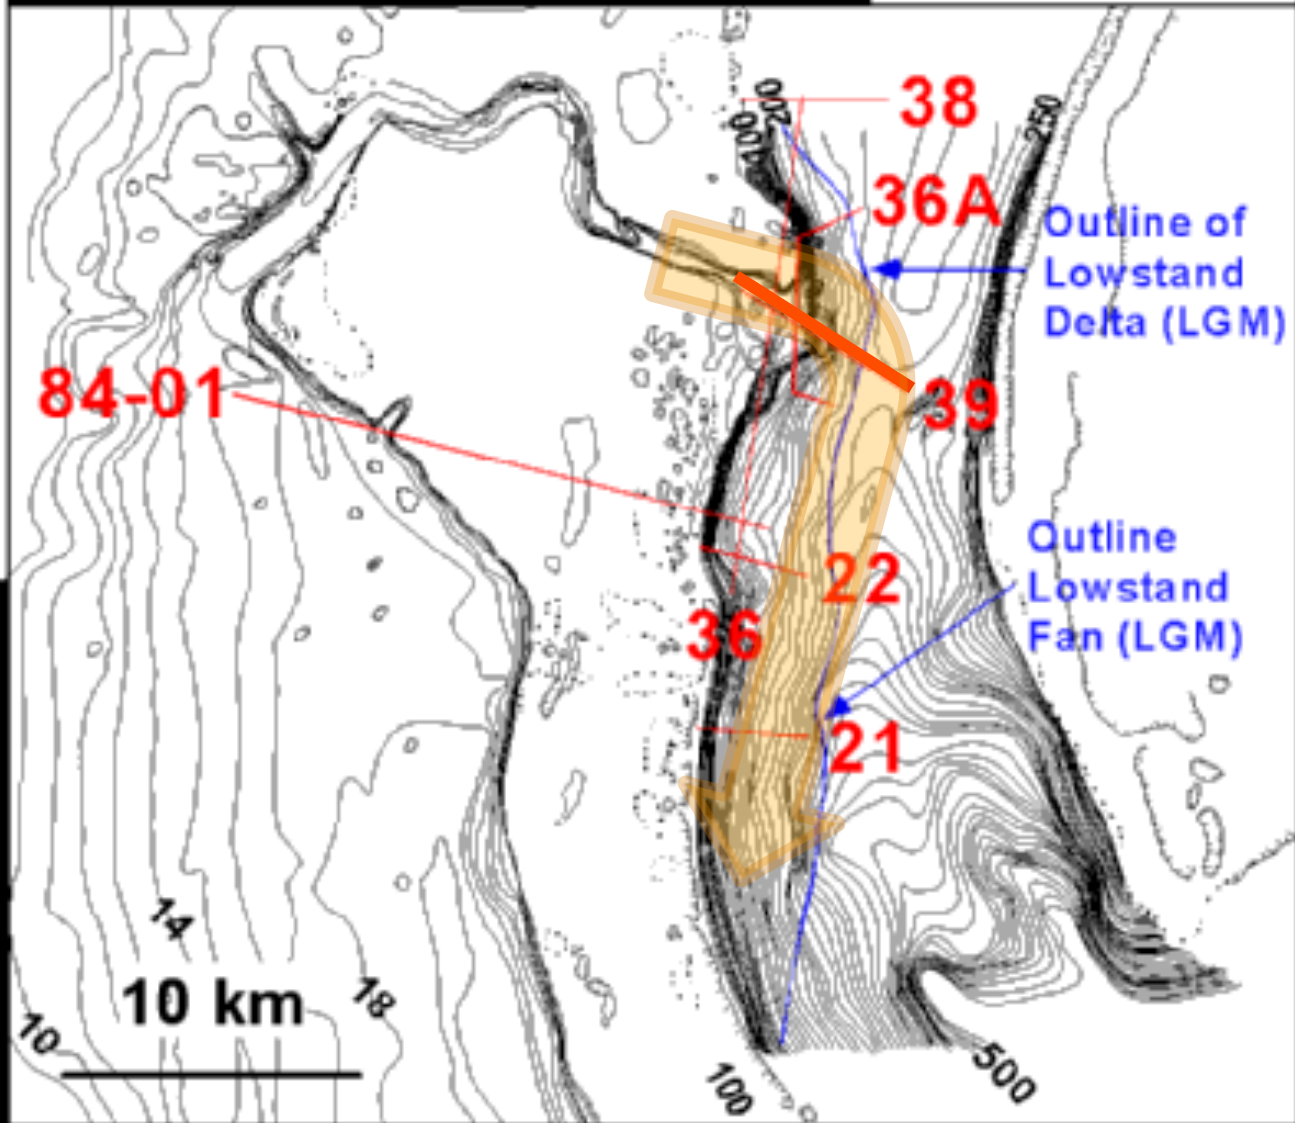 38
200
100
250
36A
Outline of
Lowstand
Delta (LGM)
84-01
39
Outline
Lowstand
Fan (LGM)
22
36
21
14
10 km
18
10
500
100